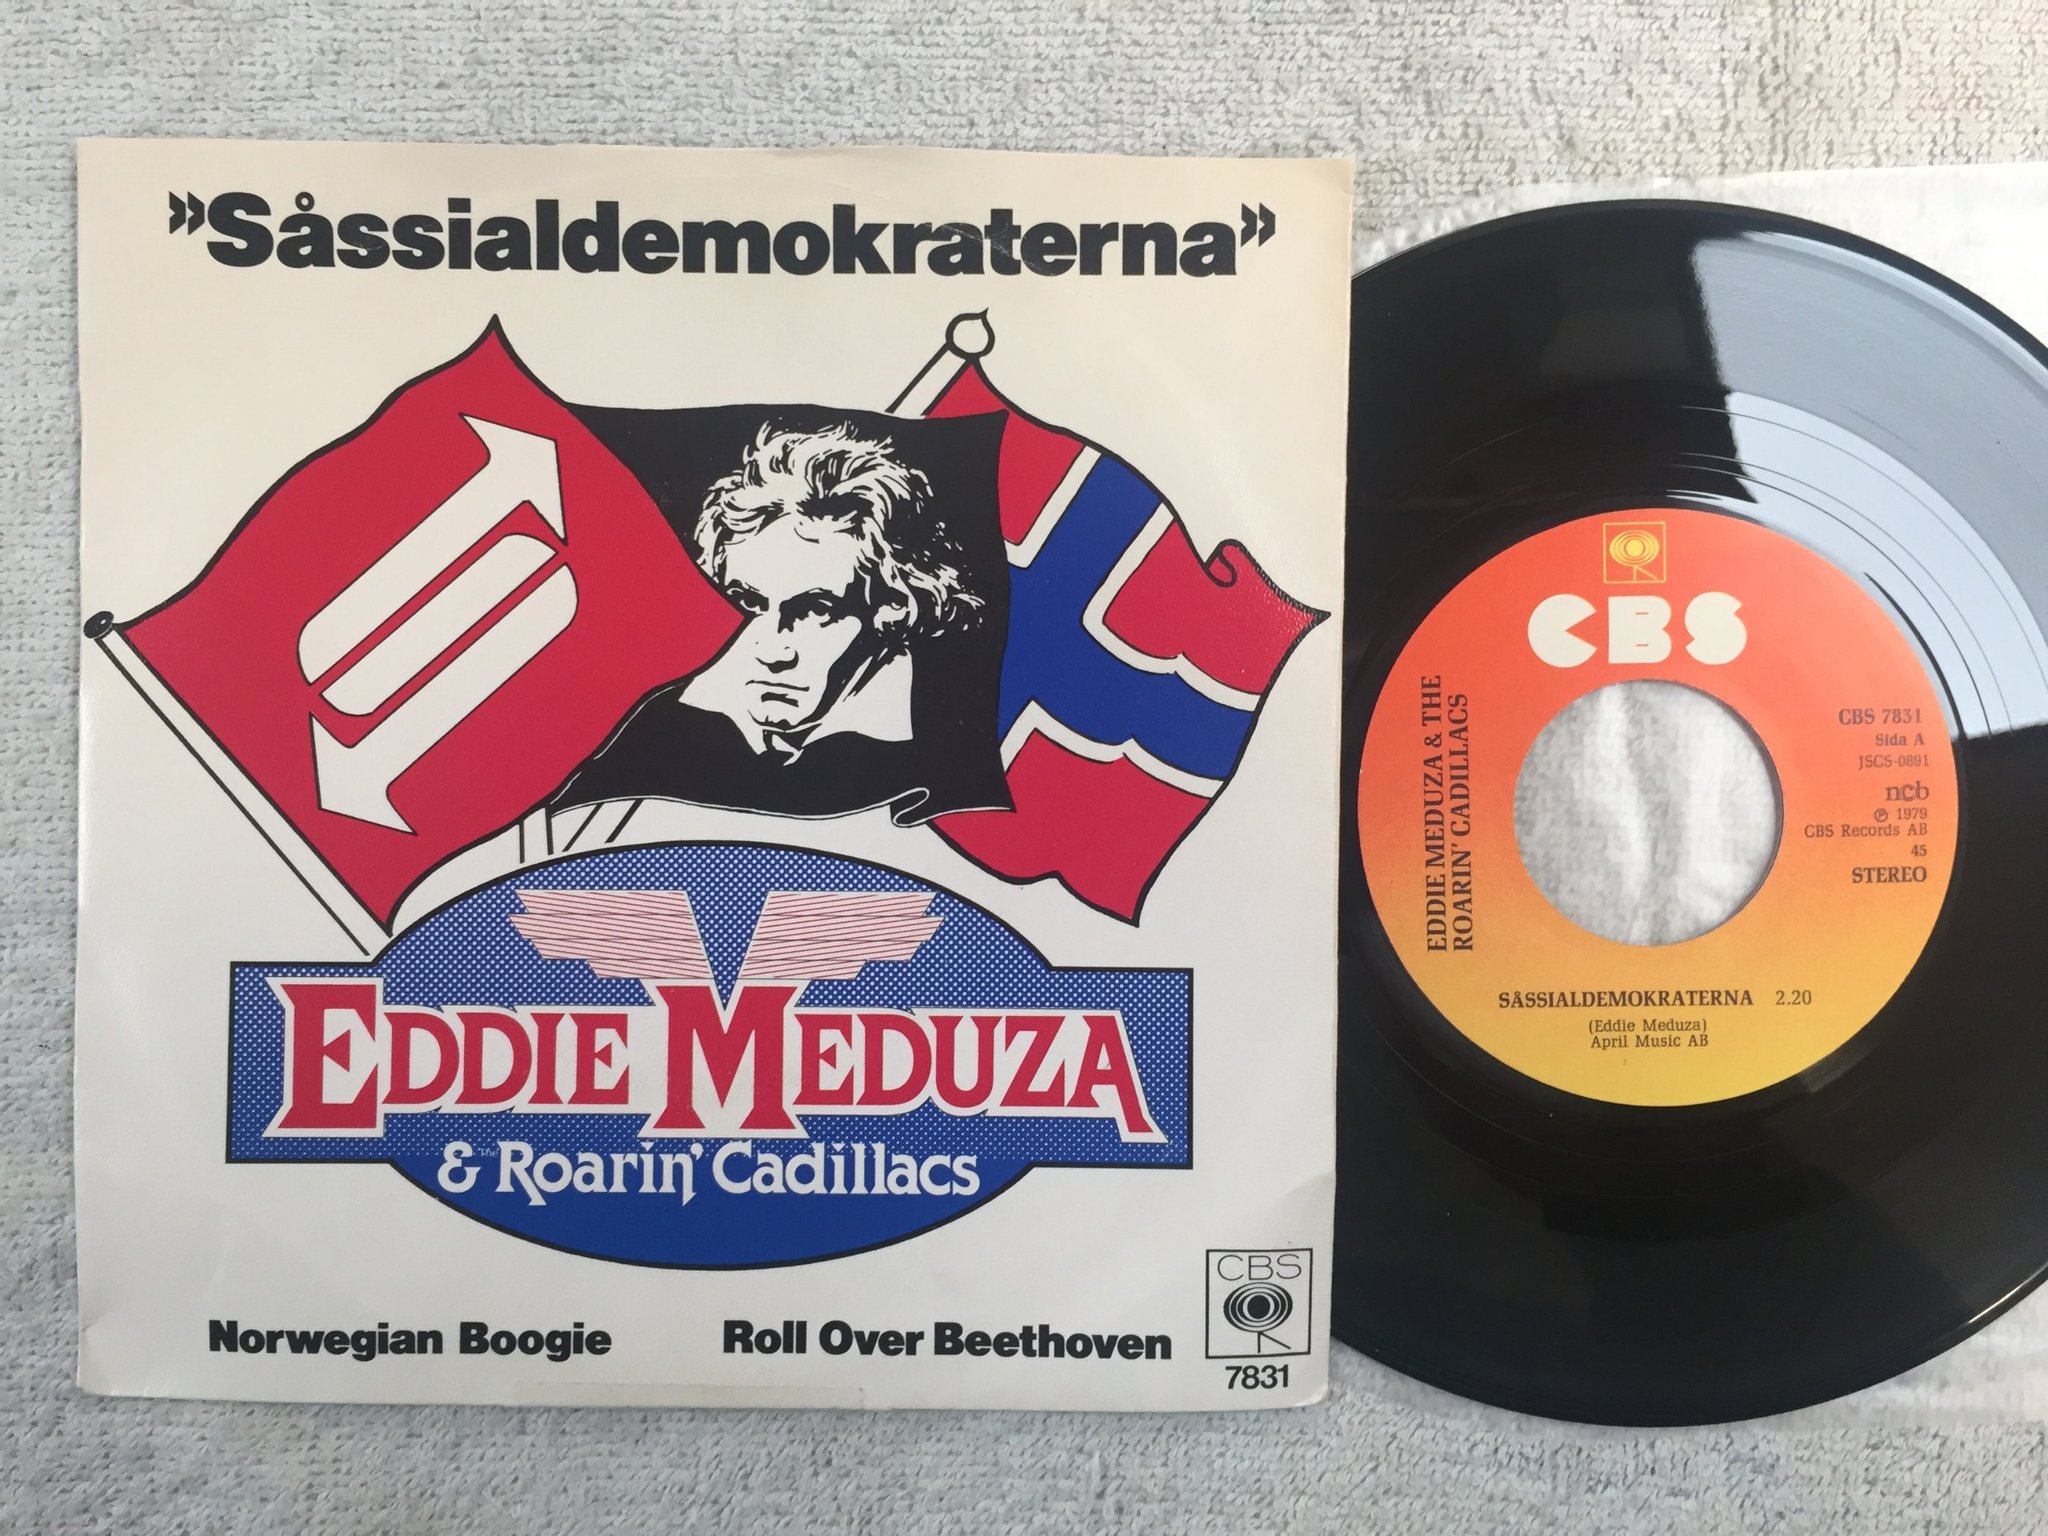 »Såssialdemokraterna»
EDDIE MEDUZA
& The ROARIN' CADILLACS
Norwegian Boogie
Roll Over Beethoven
CBS
7831
CBS
EDDIE MEDUZA & THE
ROARIN' CADILLACS
CBS 7831
Sida A
JSCS-0891
ncb
℗ 1979
CBS Records AB
45
STEREO
SÅSSIALDEMOKRATERNA 2.20
(Eddie Meduza)
April Music AB